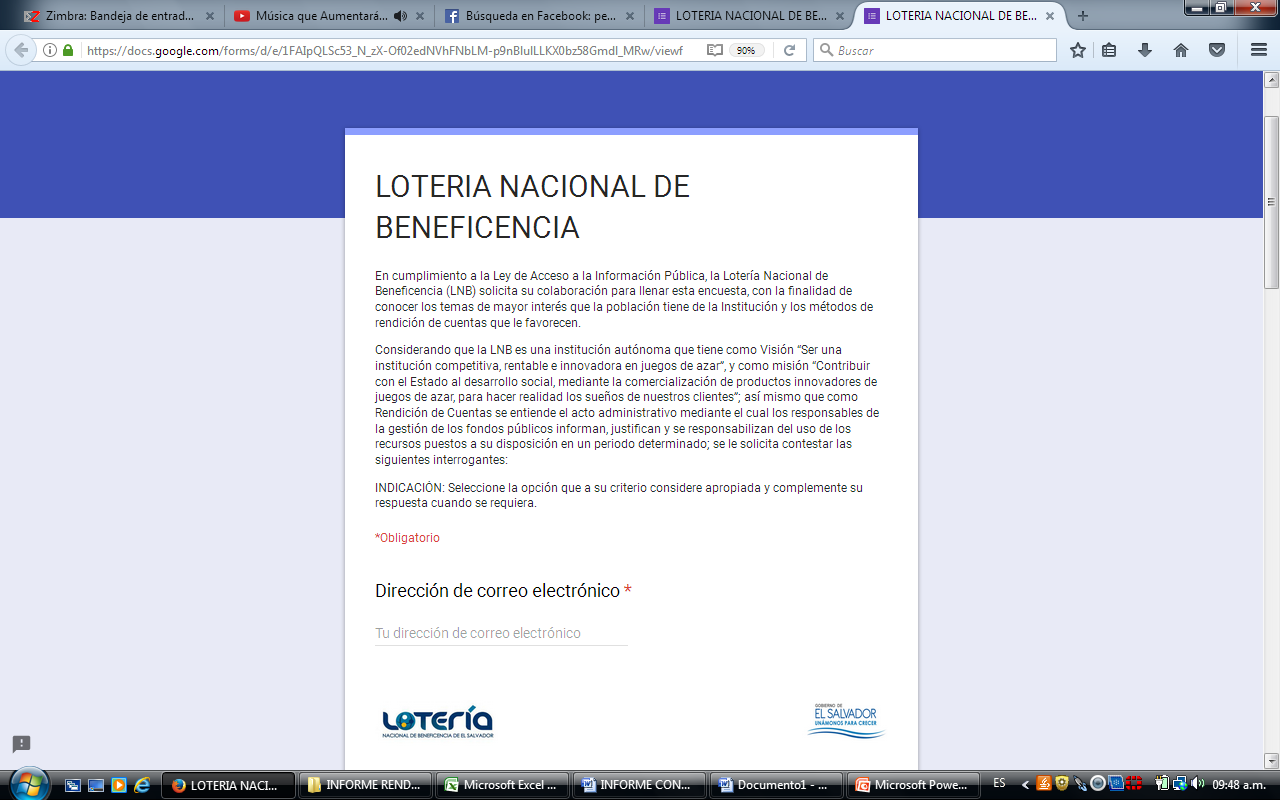 Zimbra: Bandeja de entrad...
Música que Aumentará...
Búsqueda en Facebook: pe...
LOTERIA NACIONAL DE BE...
LOTERIA NACIONAL DE BE...
https://docs.google.com/forms/d/e/1FAIpQLSc53_N_zX-Of02edNVhFNbLM-p9nBIulLLKX0bz58Gmdl_MRw/viewf
90%
Buscar
LOTERIA NACIONAL DE
BENEFICENCIA
En cumplimiento a la Ley de Acceso a la Información Pública, la Lotería Nacional de
Beneficencia (LNB) solicita su colaboración para llenar esta encuesta, con la finalidad de
conocer los temas de mayor interés que la población tiene de la Institución y los métodos de
rendición de cuentas que le favorecen.
Considerando que la LNB es una institución autónoma que tiene como Visión “Ser una
institución competitiva, rentable e innovadora en juegos de azar”, y como misión “Contribuir
con el Estado al desarrollo social, mediante la comercialización de productos innovadores de
juegos de azar, para hacer realidad los sueños de nuestros clientes”; así mismo que como
Rendición de Cuentas se entiende el acto administrativo mediante el cual los responsables de
la gestión de los fondos públicos informan, justifican y se responsabilizan del uso de los
recursos puestos a su disposición en un periodo determinado; se le solicita contestar las
siguientes interrogantes:
INDICACIÓN: Seleccione la opción que a su criterio considere apropiada y complemente su
respuesta cuando se requiera.
*Obligatorio
Dirección de correo electrónico *
Tu dirección de correo electrónico
LOTERÍA
NACIONAL DE BENEFICENCIA DE EL SALVADOR
GOBIERNO DE
EL SALVADOR
UNÁMONOS PARA CRECER
LOTERIA NACI...
INFORME REND...
Microsoft Excel ...
INFORME CON...
Documento1 - ...
Microsoft Powe...
ES
09:48 a.m.